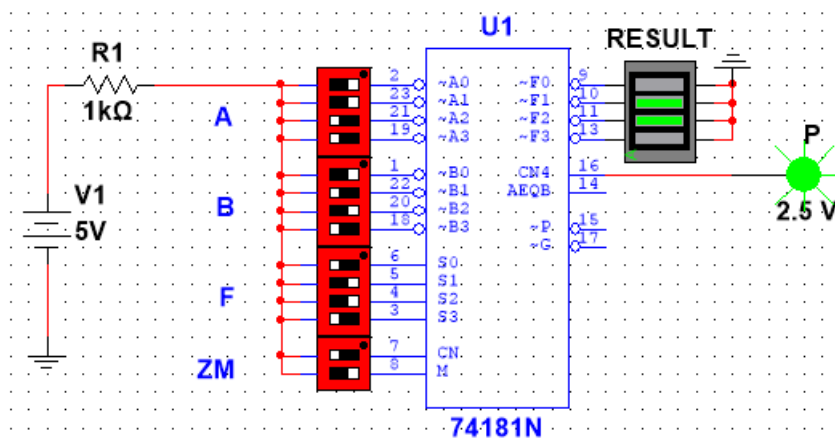 U1
R1
1kΩ
RESULT
A
B
F
ZM
V1
5V
2
23
21
19
1
22
20
18
6
5
4
3
7
8
~A0
~A1
~A2
~A3
~B0
~B1
~B2
~B3
S0
S1
S2
S3
CN
M
~F0
~F1
~F2
~F3
CN4
AEQB
~P
~G
9
10
11
13
16
14
15
17
P
2.5 V
74181N